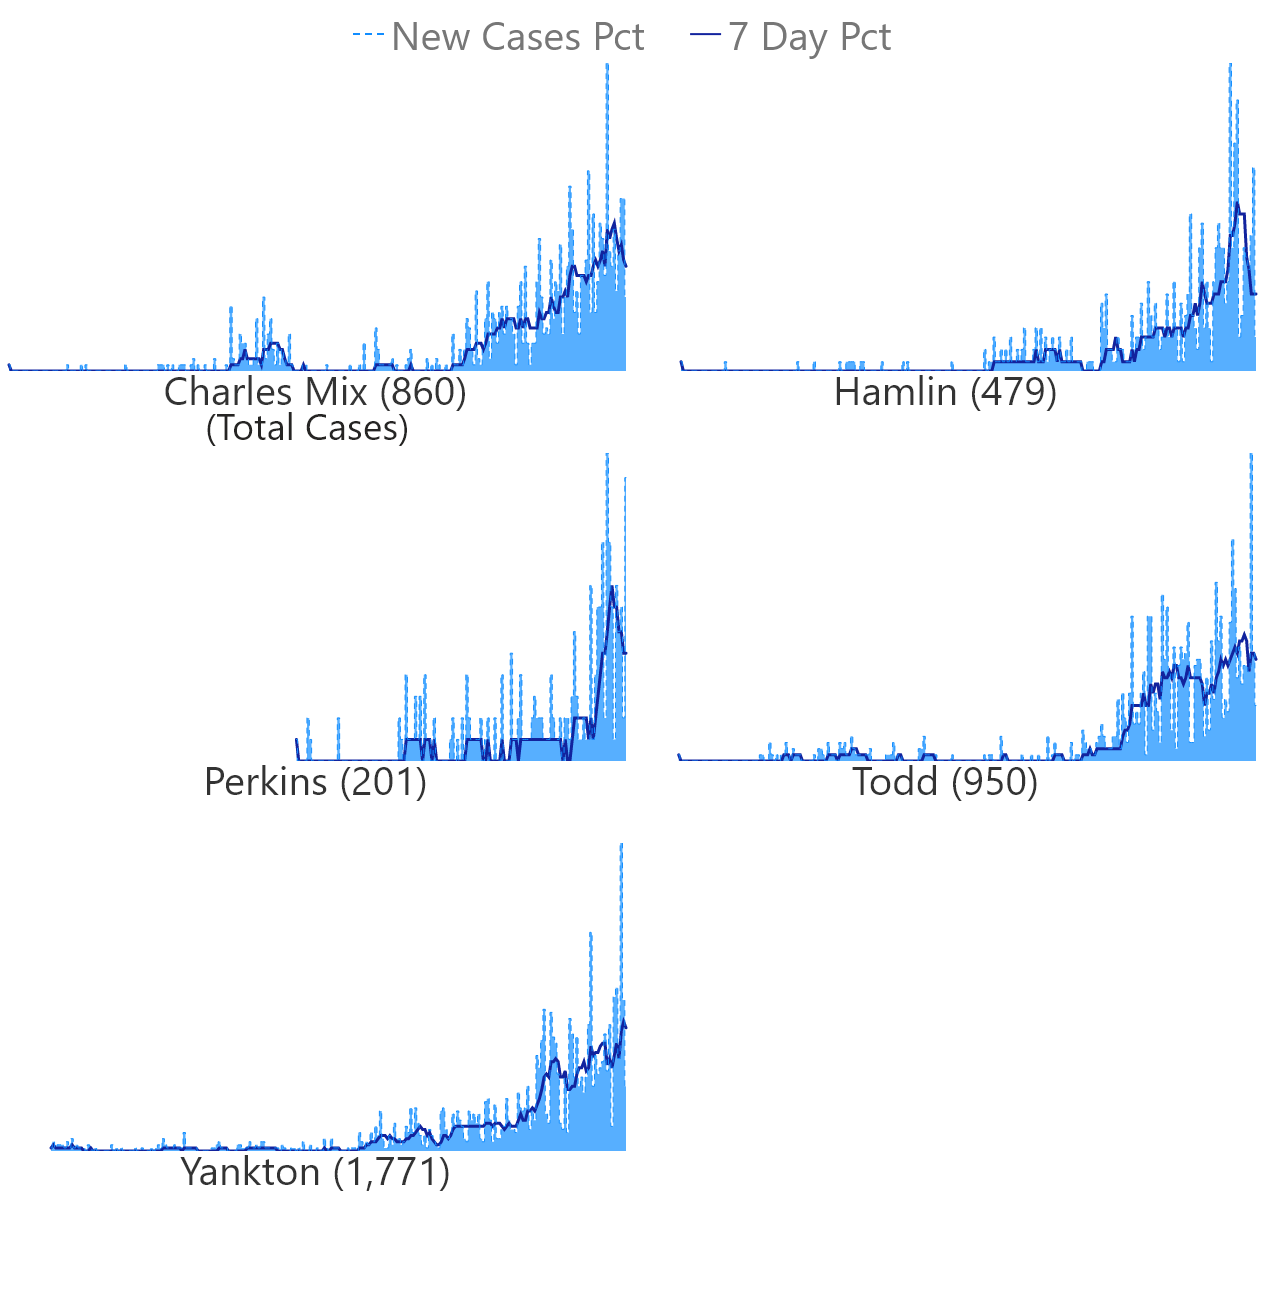 New Cases Pct 7 Day Pct
Charles Mix (860) Hamlin (479)
(Total Cases)
Perkins (201) Todd (950)
Yankton (1,771)